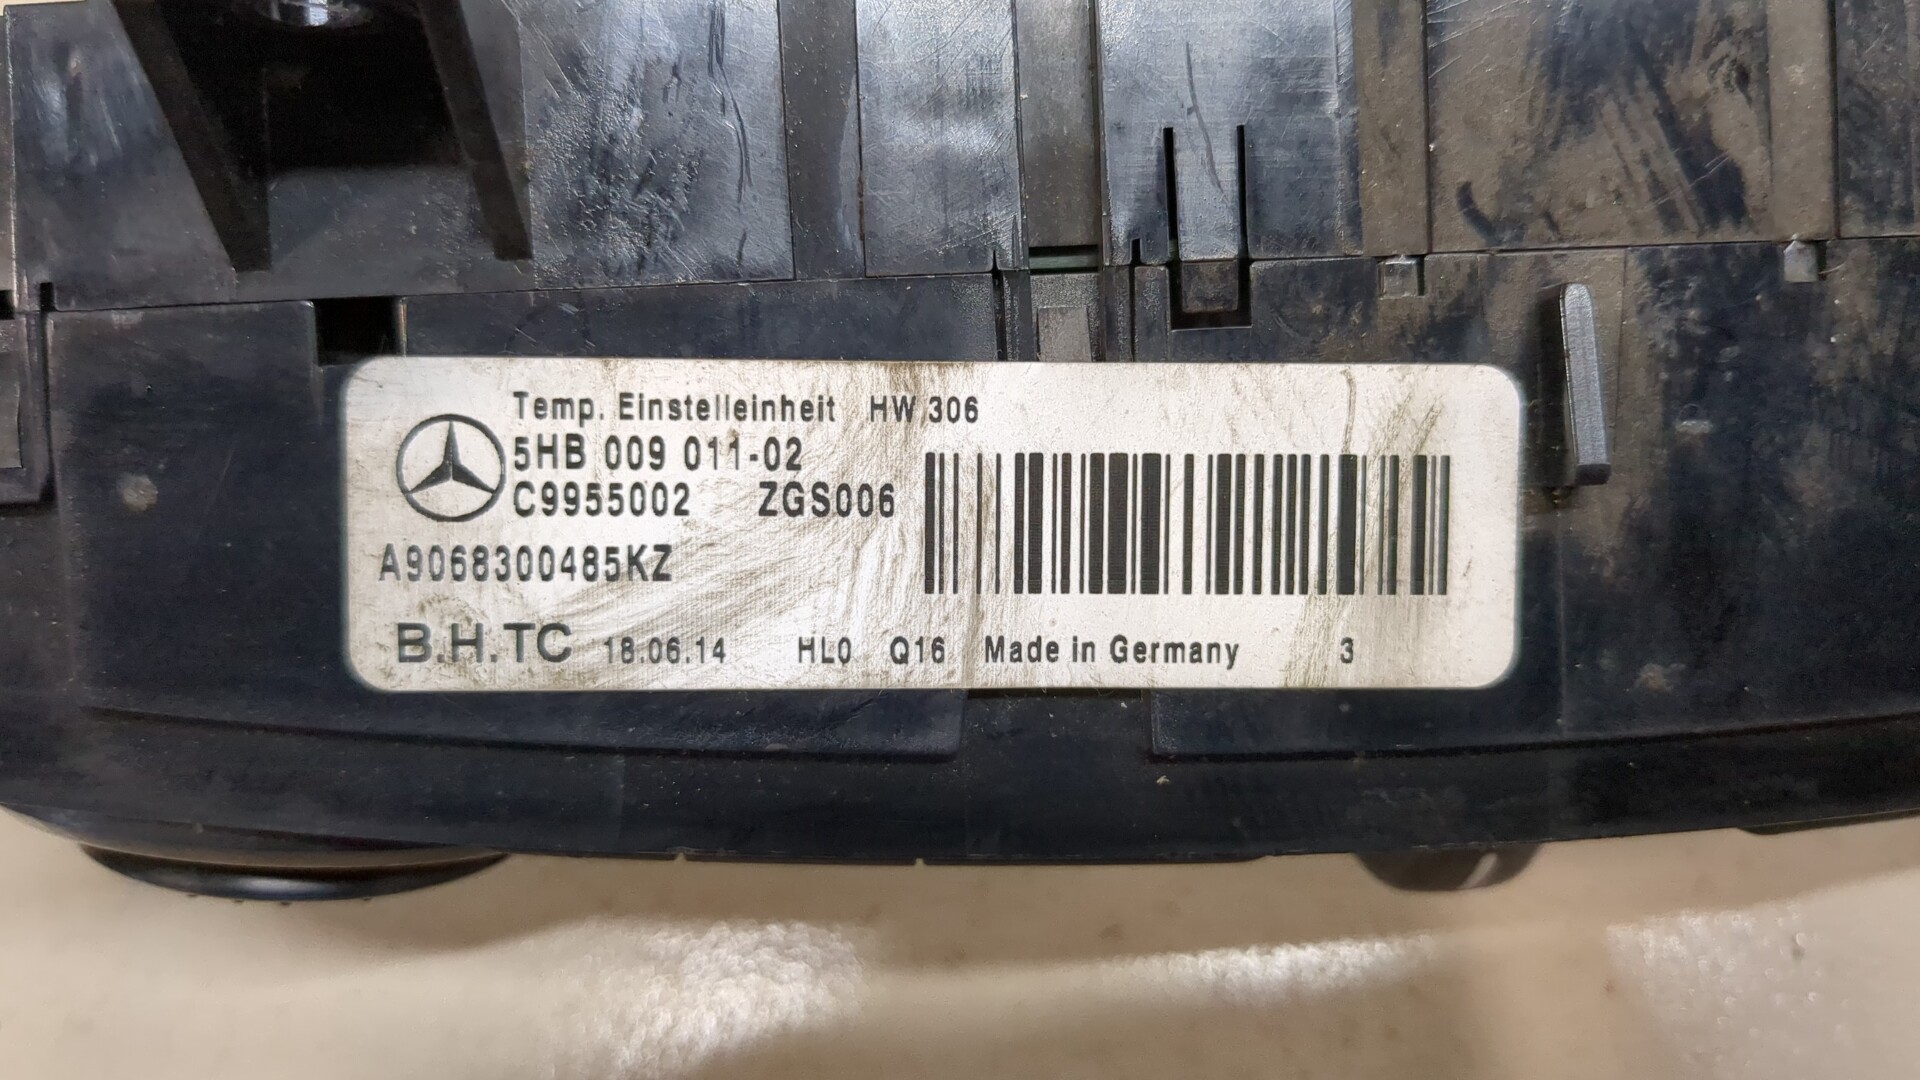 Temp. Einstelleinheit HW 306
5HB 009 011-02
C9955002 ZGS006
A9068300485KZ
B.H.TC 18.06.14 HL0 Q16 Made in Germany 3